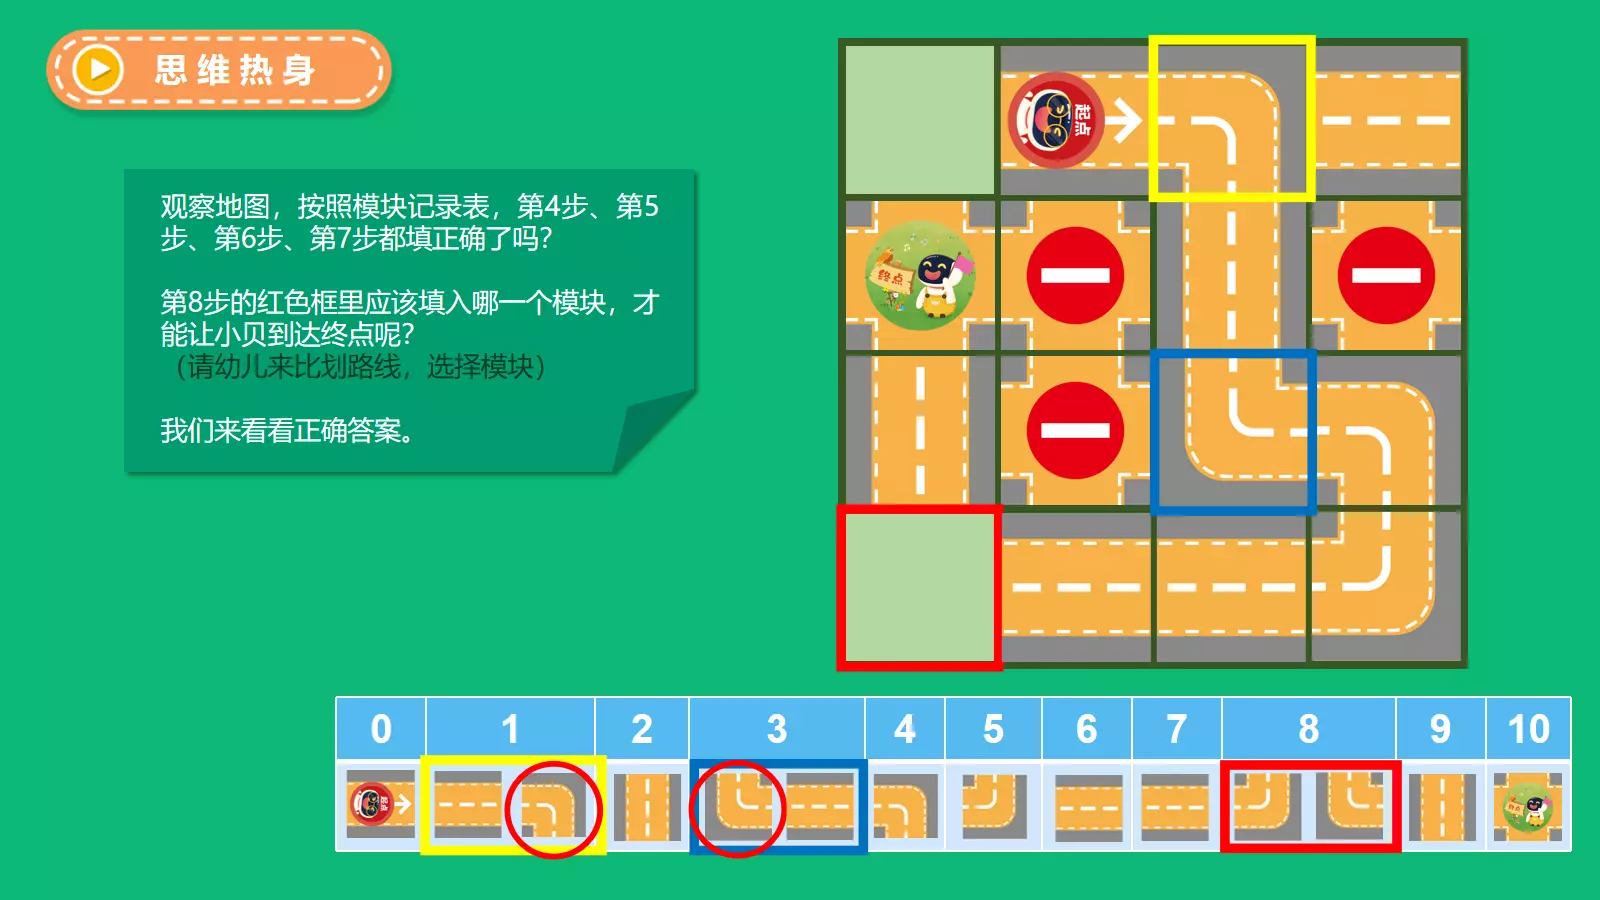 思维热身
观察地图，按照模块记录表，第4步、第5
步、第6步、第7步都填正确了吗？
第8步的红色框里应该填入哪一个模块，才
能让小贝到达终点呢？
（请幼儿来比划路线，选择模块）
我们来看看正确答案。
起点
终点
0 1 2 3 4 5 6 7 8 9 10
起点
终点